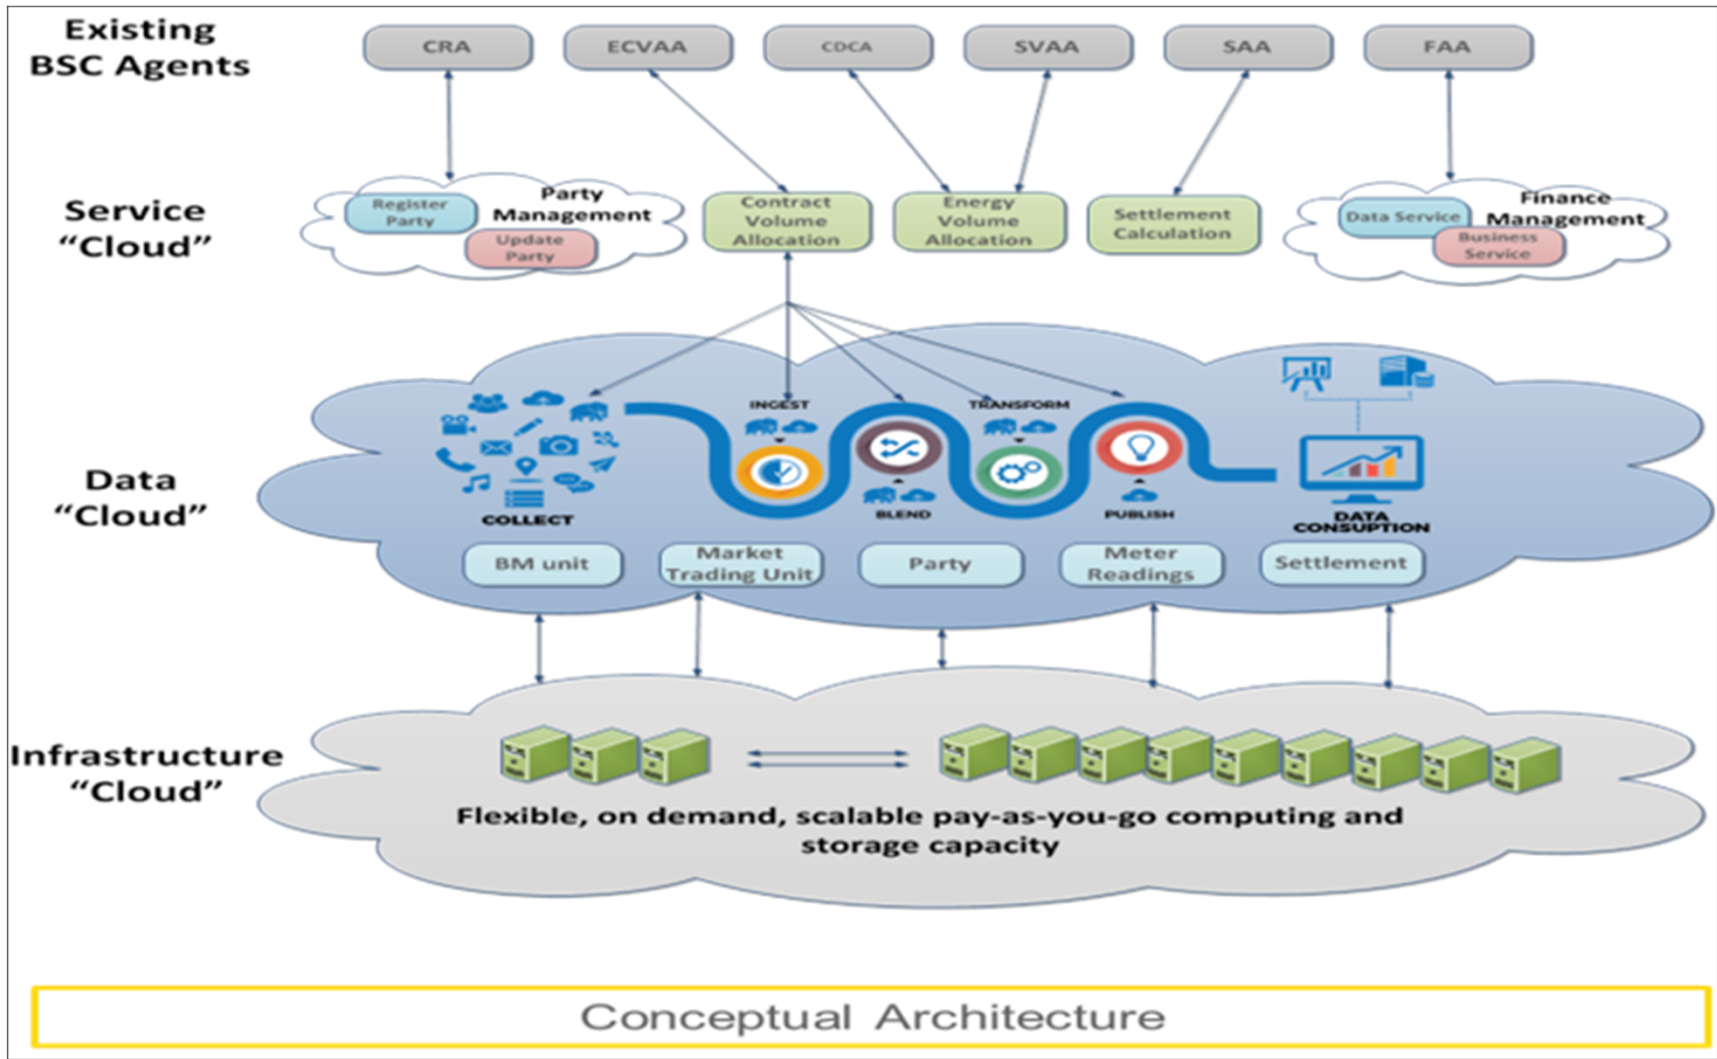 Existing
BSC Agents
CRA
ECVAA
CDCA
SVAA
SAA
FAA
Service
“Cloud”
Register
Party
Party
Management
Update
Party
Contract
Volume
Allocation
Energy
Volume
Allocation
Settlement
Calculation
Data Service
Finance
Management
Business
Service
Data
“Cloud”
COLLECT
INGEST
BLEND
TRANSFORM
PUBLISH
DATA
CONSUPTION
BM unit
Market
Trading Unit
Party
Meter
Readings
Settlement
Infrastructure
“Cloud”
Flexible, on demand, scalable pay-as-you-go computing and
storage capacity
Conceptual Architecture